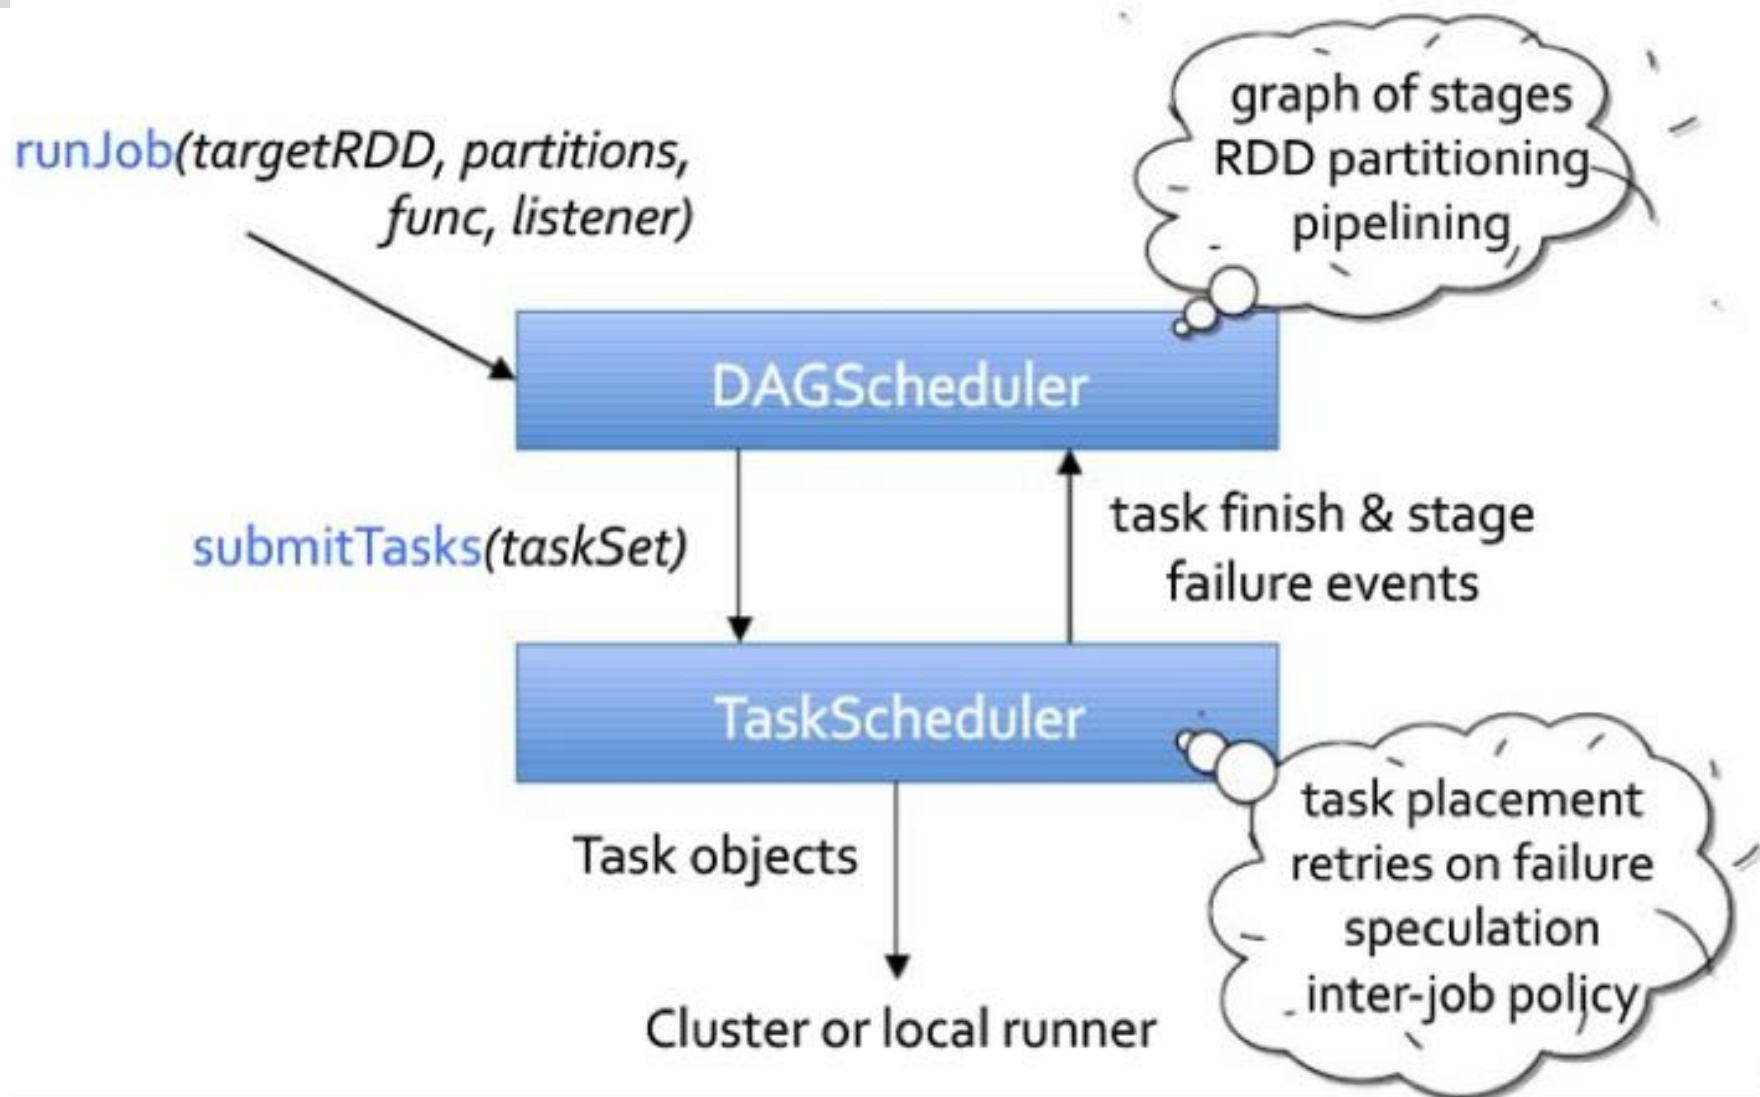 runJob(targetRDD, partitions,
func, listener)
graph of stages
RDD partitioning
pipelining
DAGScheduler
submitTasks(taskSet)
task finish & stage
failure events
TaskScheduler
task placement
retries on failure
speculation
inter-job policy
Task objects
Cluster or local runner